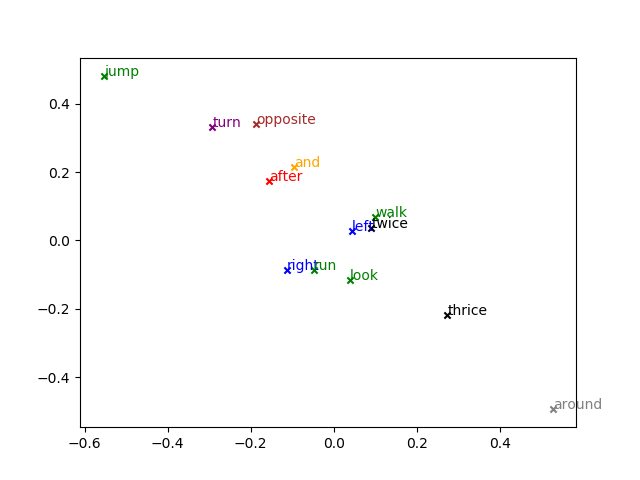 jump
0.4
turn
opposite
0.2
and
after
walk
twice
left
0.0
right
run
look
−0.2
thrice
−0.4
around
−0.6
−0.4
−0.2
0.0
0.2
0.4